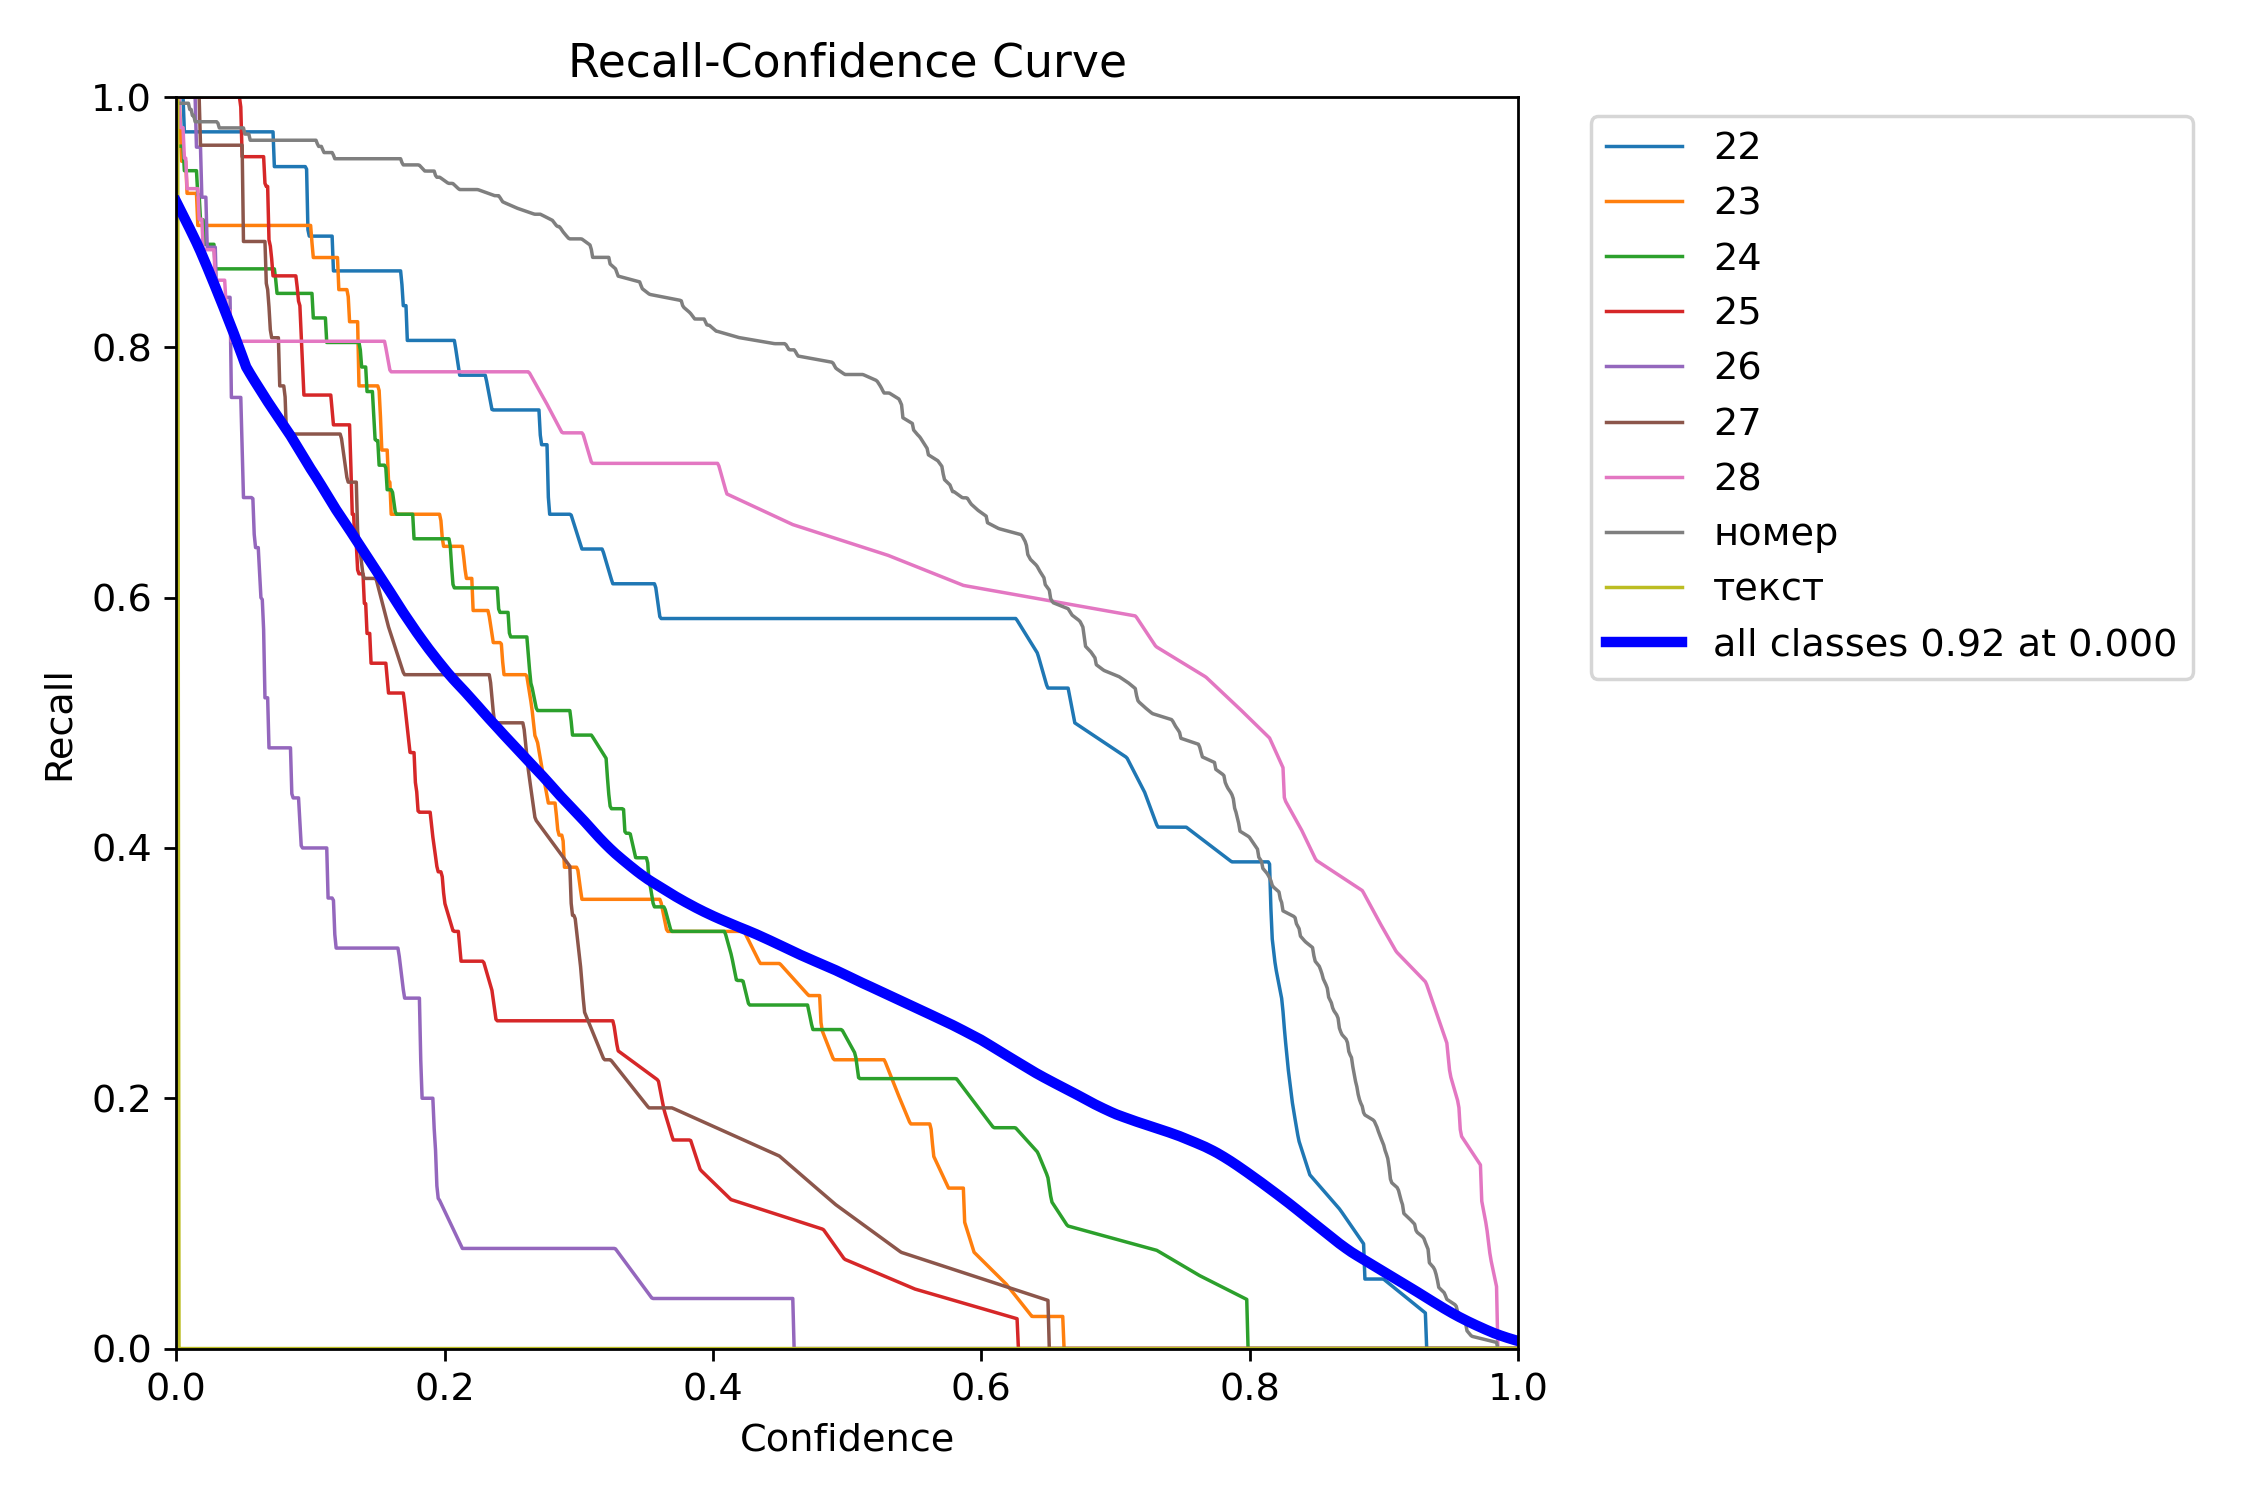 Recall-Confidence Curve
1.0
0.8
0.6
0.4
0.2
0.0
Recall
0.0 0.2 0.4 0.6 0.8 1.0
Confidence
22
23
24
25
26
27
28
номер
текст
all classes 0.92 at 0.000